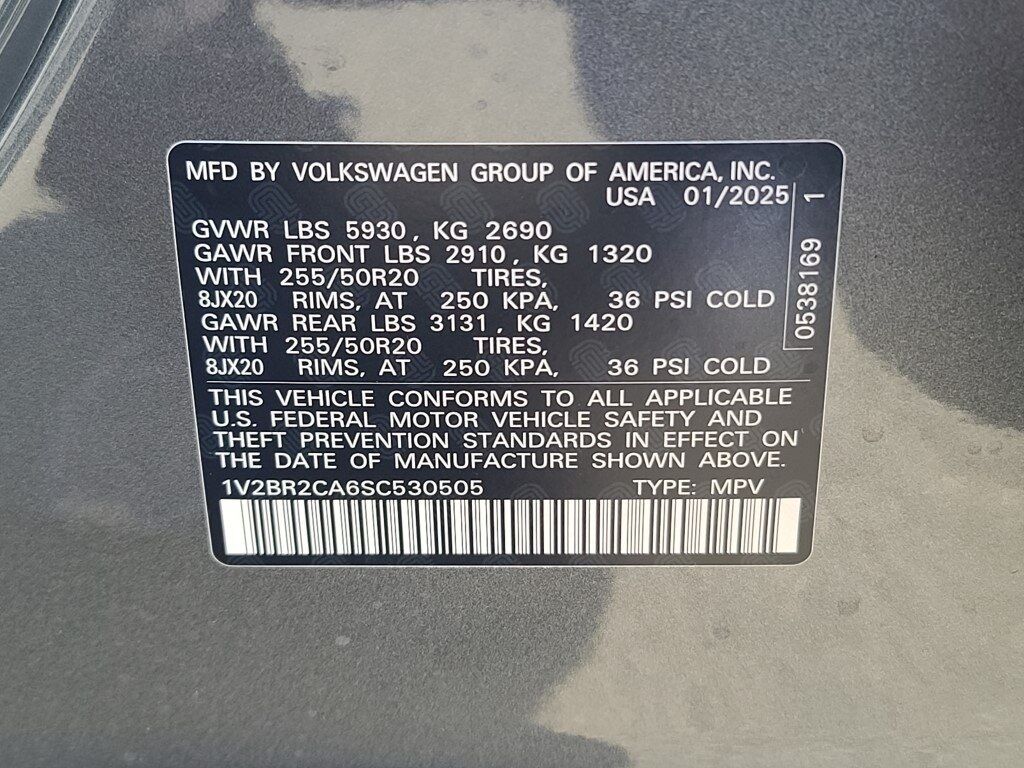 MFD BY VOLKSWAGEN GROUP OF AMERICA, INC.
USA 01/2025
GVWR LBS 5930, KG 2690
GAWR FRONT LBS 2910, KG 1320
WITH 255/50R20 TIRES,
8JX20 RIMS, AT 250 KPA, 36 PSI COLD
GAWR REAR LBS 3131, KG 1420
WITH 255/50R20 TIRES,
8JX20 RIMS, AT 250 KPA, 36 PSI COLD
0538169 1
THIS VEHICLE CONFORMS TO ALL APPLICABLE
U.S. FEDERAL MOTOR VEHICLE SAFETY AND
THEFT PREVENTION STANDARDS IN EFFECT ON
THE DATE OF MANUFACTURE SHOWN ABOVE.
1V2BR2CA6SC530505 TYPE: MPV